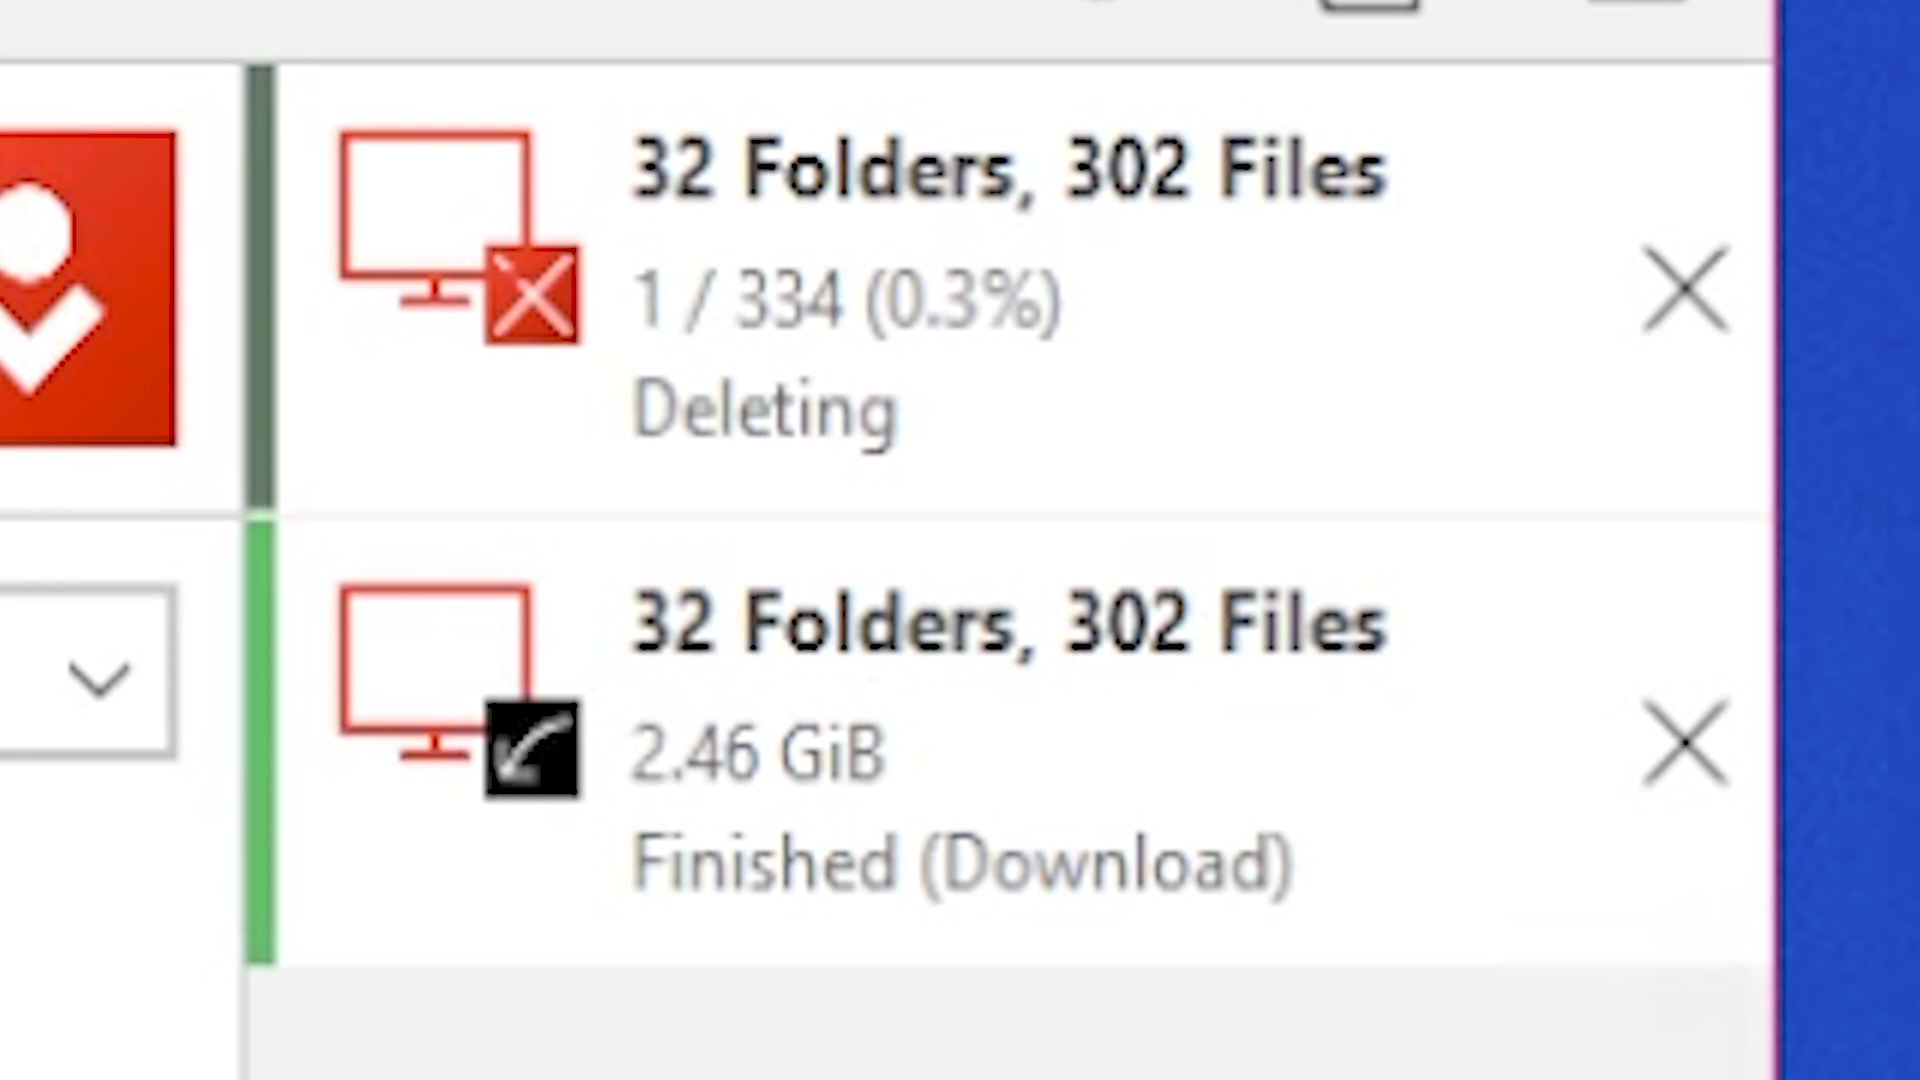 32 Folders, 302 Files
1 / 334 (0.3%)
Deleting
32 Folders, 302 Files
2.46 GiB
Finished (Download)